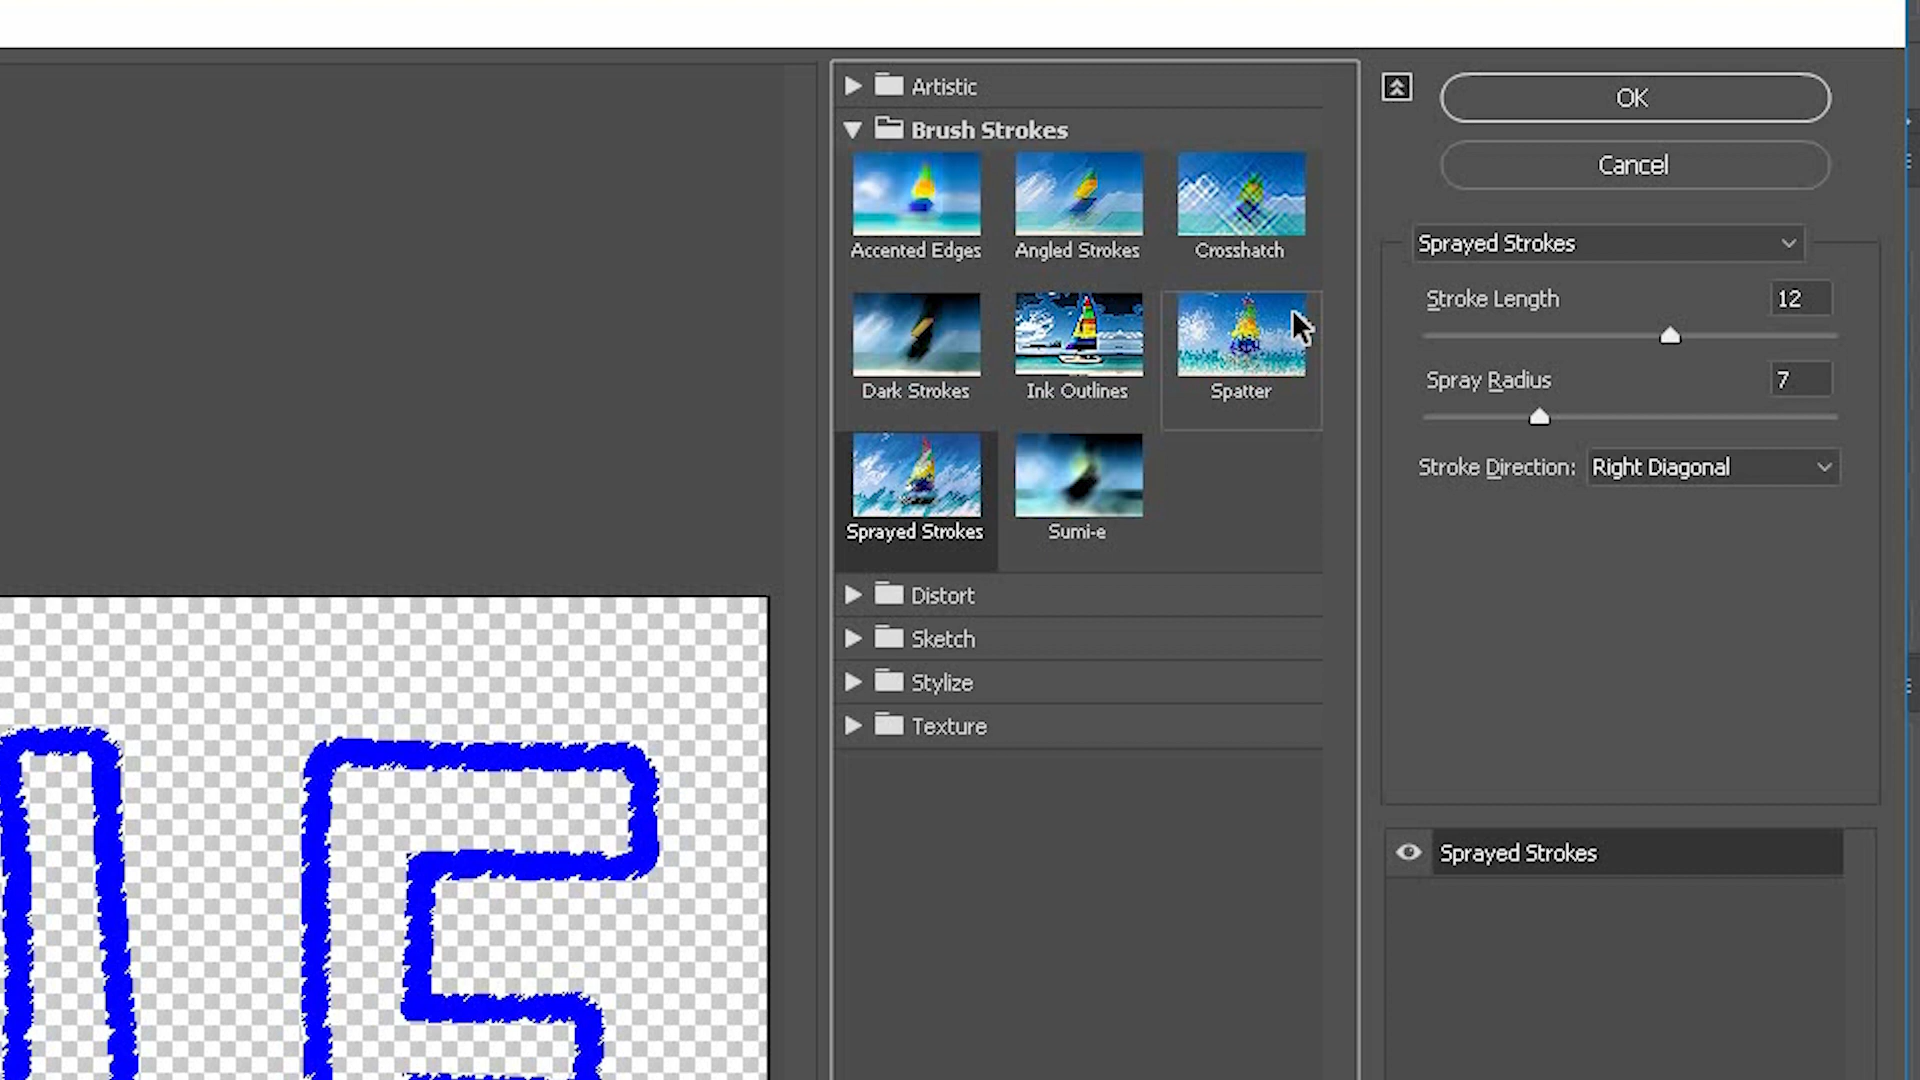 Artistic
Brush Strokes
Accented Edges
Angled Strokes
Crosshatch
Dark Strokes
Ink Outlines
Spatter
Sprayed Strokes
Sumi-e
Distort
Sketch
Stylize
Texture
OK
Cancel
Sprayed Strokes
Stroke Length 12
Spray Radius 7
Stroke Direction: Right Diagonal
Sprayed Strokes